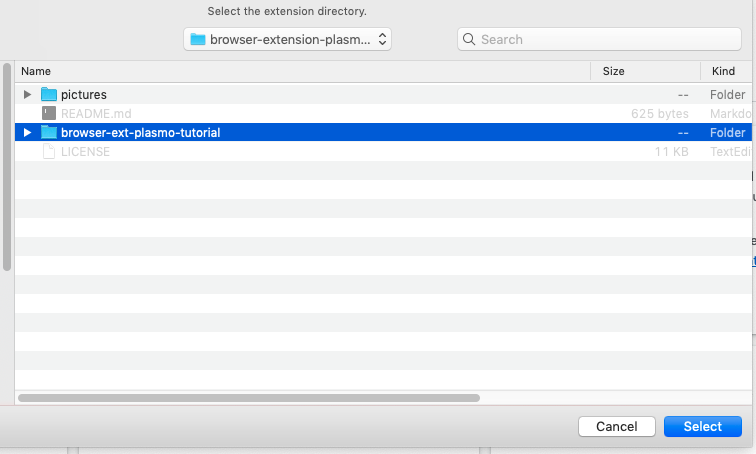 Select the extension directory.
browser-extension-plasm...
Search
Name Size Kind
pictures -- Folder
README.md 625 bytes Markdo
browser-ext-plasmo-tutorial -- Folder
LICENSE 11 KB TextEdi
Cancel Select